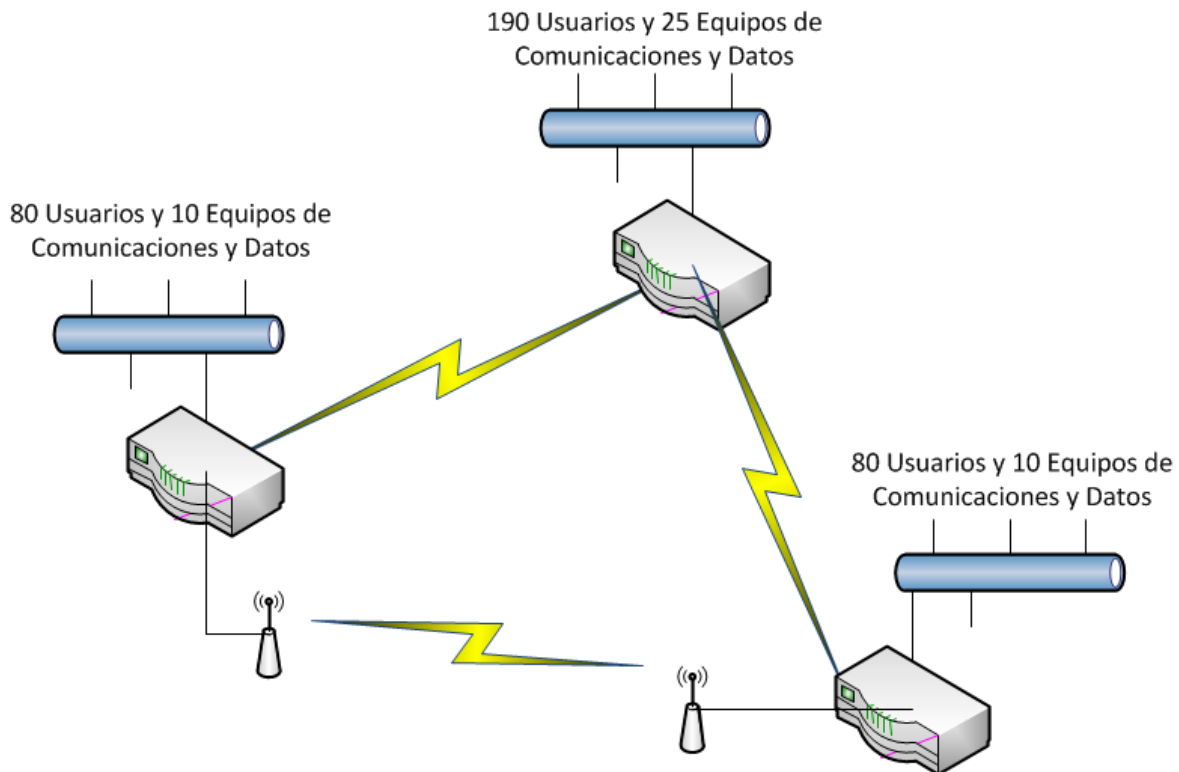 190 Usuarios y 25 Equipos de
Comunicaciones y Datos
80 Usuarios y 10 Equipos de
Comunicaciones y Datos
80 Usuarios y 10 Equipos de
Comunicaciones y Datos